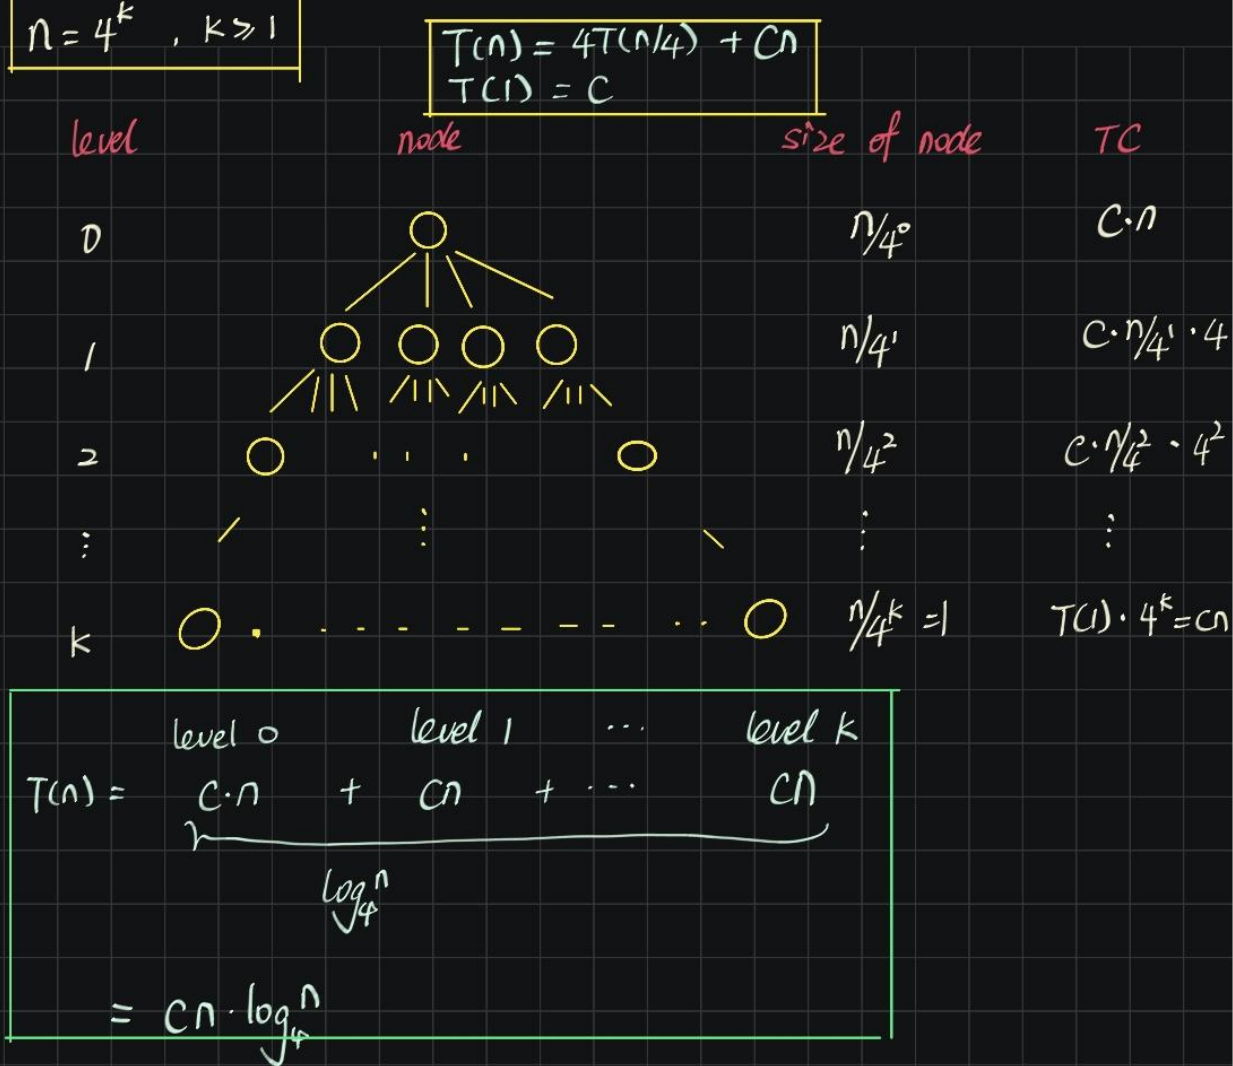 n = 4^k , k ≥ 1
T(n) = 4T(n/4) + Cn
T(1) = C
level node size of node TC
0 n/4^0 C·n
1 n/4^1 C·n/4^1 · 4
2 · · · n/4^2 C·n/4^2 · 4^2
⋮ ⋮ ⋮ ⋮
k n/4^k = 1 T(1) · 4^k = cn
level 0 level 1 ... level k
T(n) = C·n + Cn + ... Cn
log_4^n
= Cn · log_4^n